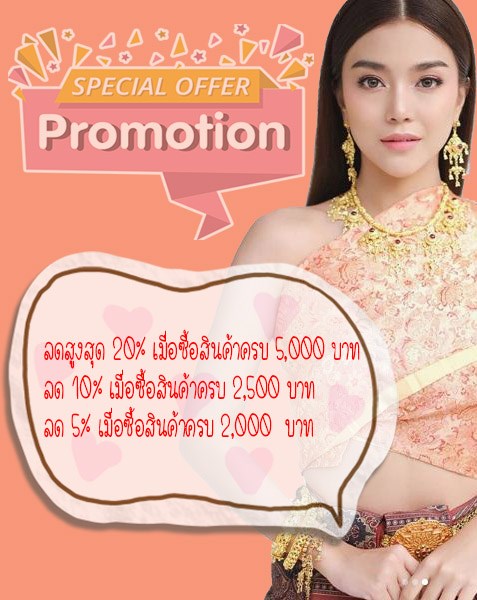 SPECIAL OFFER
Promotion
ลดสูงสุด 20% เมื่อซื้อสินค้าครบ 5,000 บาท
ลด 10% เมื่อซื้อสินค้าครบ 2,500 บาท
ลด 5% เมื่อซื้อสินค้าครบ 2,000 บาท